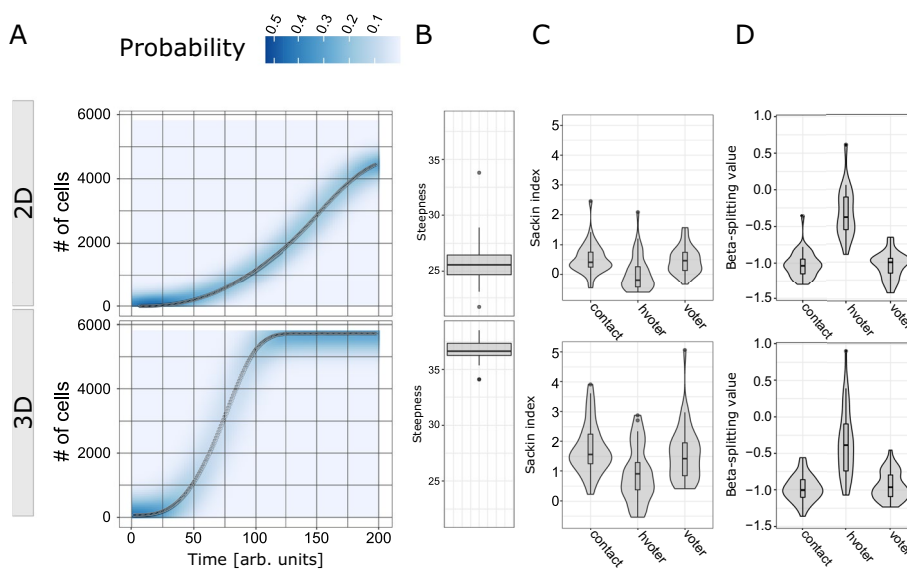 A
Probability
0.5
0.4
0.3
0.2
0.1
B
C
D
2D
# of cells
6000
4000
2000
0
Steepness
35
30
25
Sackin index
5
4
3
2
1
0
contact
hvoter
voter
Beta-splitting value
1.0
0.5
0.0
−0.5
−1.0
−1.5
contact
hvoter
voter
3D
# of cells
6000
4000
2000
0
0
50
100
150
200
Time [arb. units]
Steepness
35
25
Sackin index
5
4
3
2
1
0
contact
hvoter
voter
Beta-splitting value
1.0
0.5
0.0
−0.5
−1.0
−1.5
contact
hvoter
voter